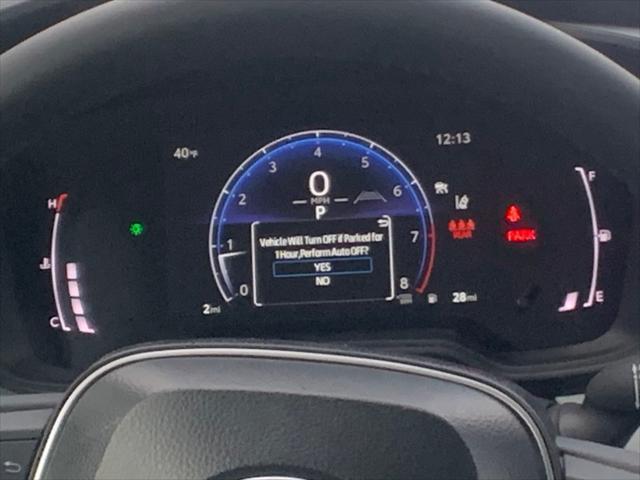 40°F
12:13
4
3
5
2
6
1
7
0
8
0
MPH
P
H
C
F
E
REAR
PARK
Vehicle Will Turn OFF if Parked for
1 Hour,Perform Auto OFF?
YES
NO
2mi
28mi